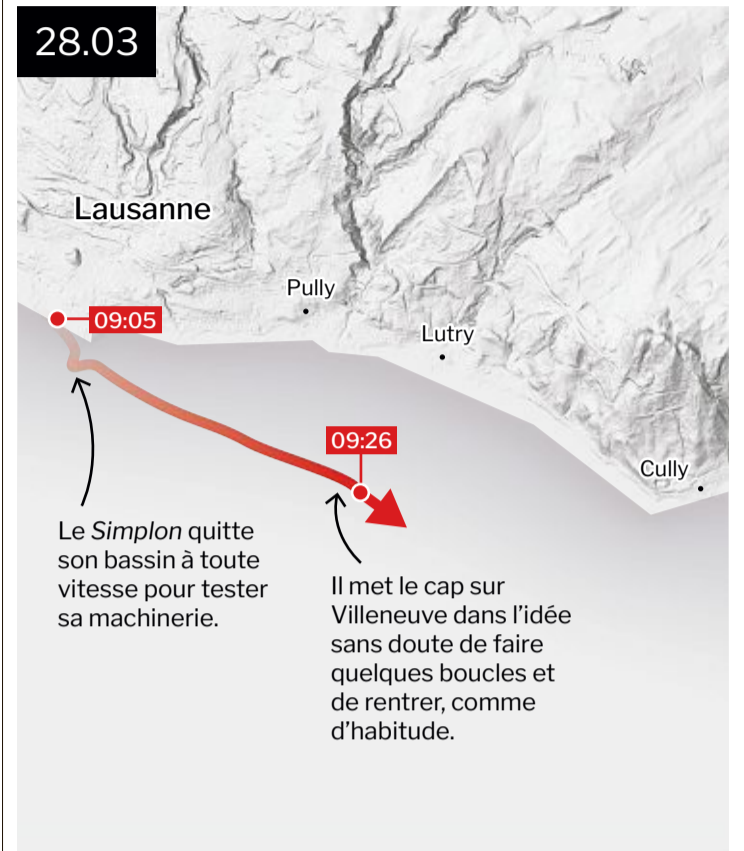 28.03
Lausanne
Pully
09:05
Lutry
09:26
Cully
Le Simplon quitte
son bassin à toute
vitesse pour tester
sa machinerie.
Il met le cap sur
Villeneuve dans l’idée
sans doute de faire
quelques boucles et
de rentrer, comme
d’habitude.